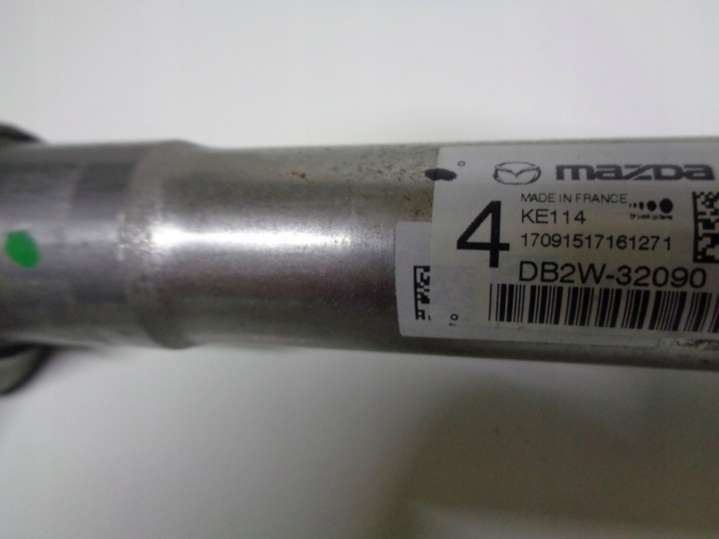 mazda
MADE IN FRANCE
4
KE114
17091517161271
DB2W-32090